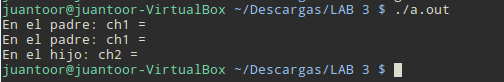 juantoor@juantoor-VirtualBox ~/Descargas/LAB 3 $ ./a.out
En el padre: ch1 =
En el padre: ch1 =
En el hijo: ch2 =
juantoor@juantoor-VirtualBox ~/Descargas/LAB 3 $